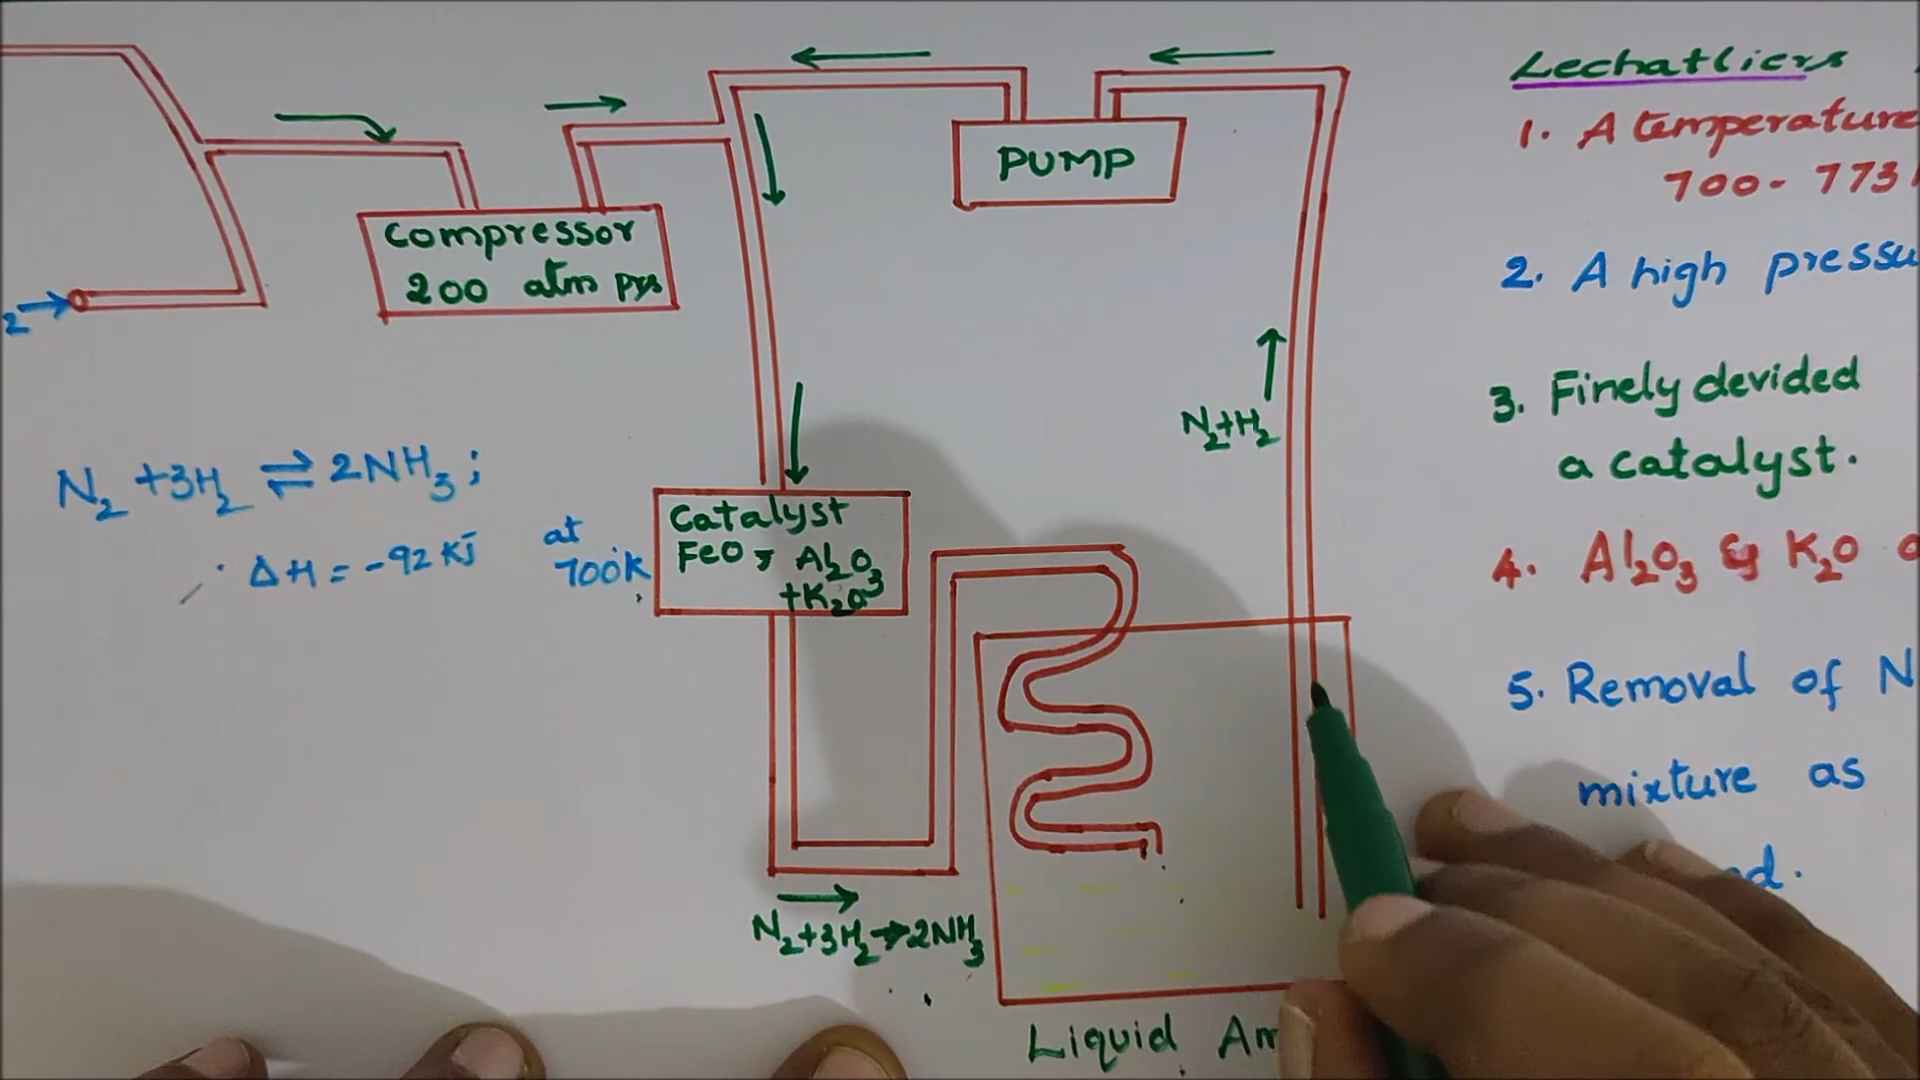 Lechatliers
1. A temperature
700-773
PUMP
Compressor
200 atm prs
2
2. A high pressu
3. Finely devided
a catalyst.
N2+H2
N2 +3H2 ⇌ 2NH3;
ΔH = -92 KJ
at
700k
Catalyst
FeO, Al2O3
+K2O
4. Al2O3 & K2O
5. Removal of N
mixture as
N2+3H2→2NH3
Liquid Am